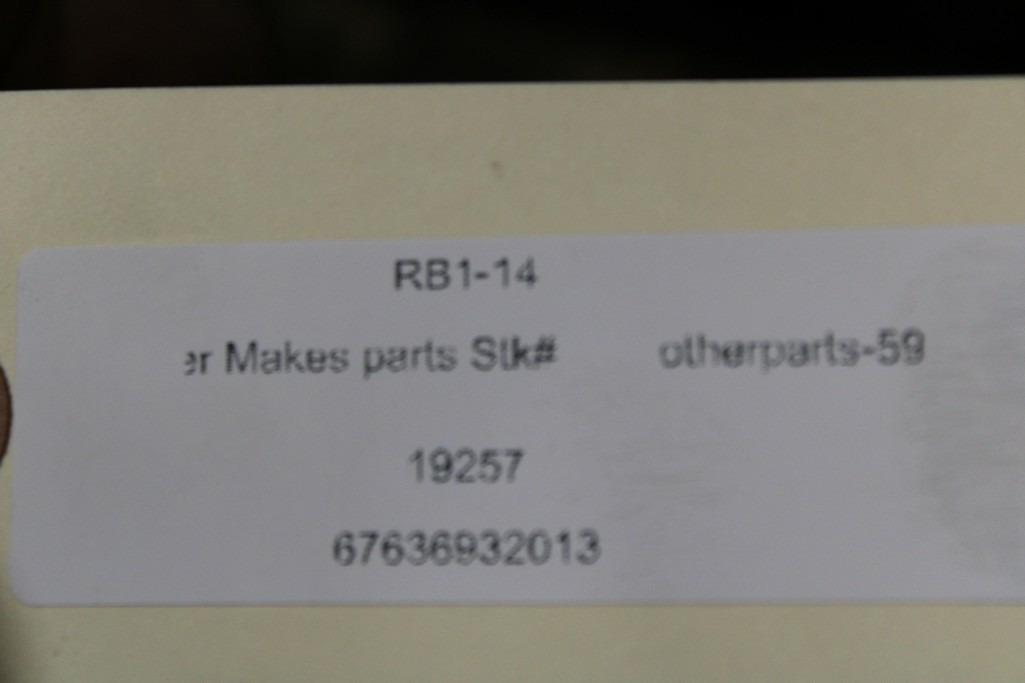 RB1-14
er Makes parts Stk# otherparts-59
19257
67636932013